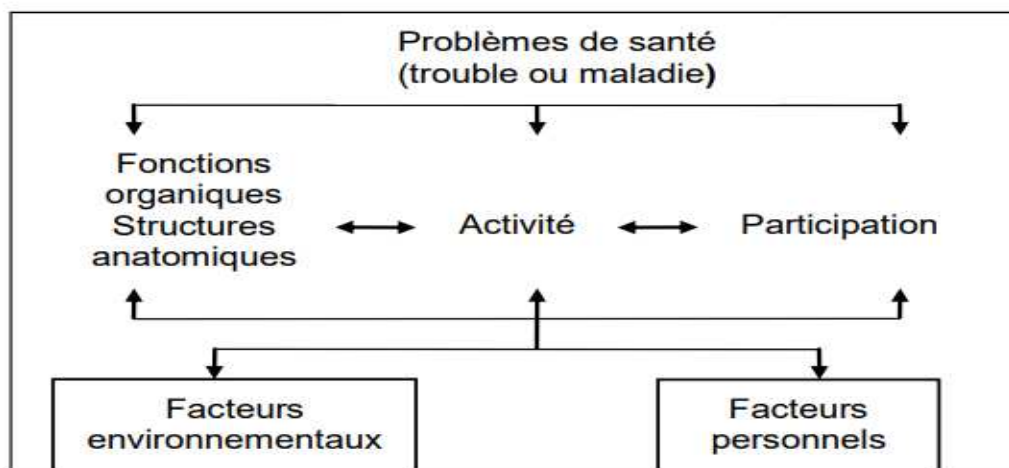 Problèmes de santé
(trouble ou maladie)
Fonctions
organiques
Structures
anatomiques
Activité
Participation
Facteurs
environnementaux
Facteurs
personnels